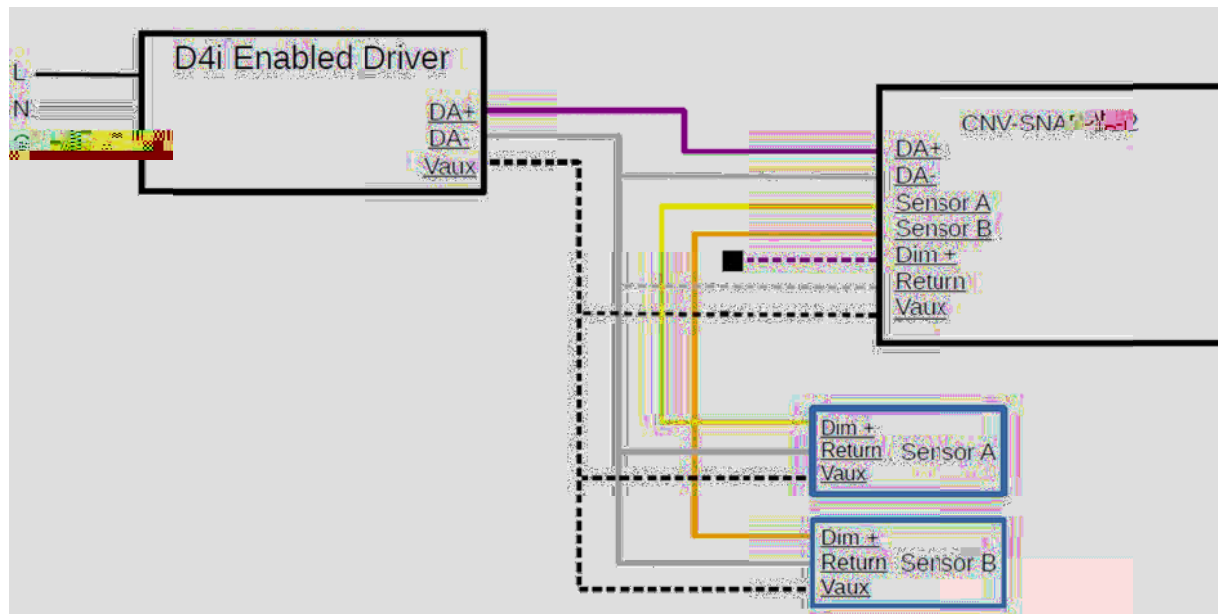 D4i Enabled Driver
L
N
DA+
DA-
Vaux
DA+
DA-
Sensor A
Sensor B
Dim +
Return
Vaux
Dim +
Return
Vaux
Sensor A
Dim +
Return
Vaux
Sensor B